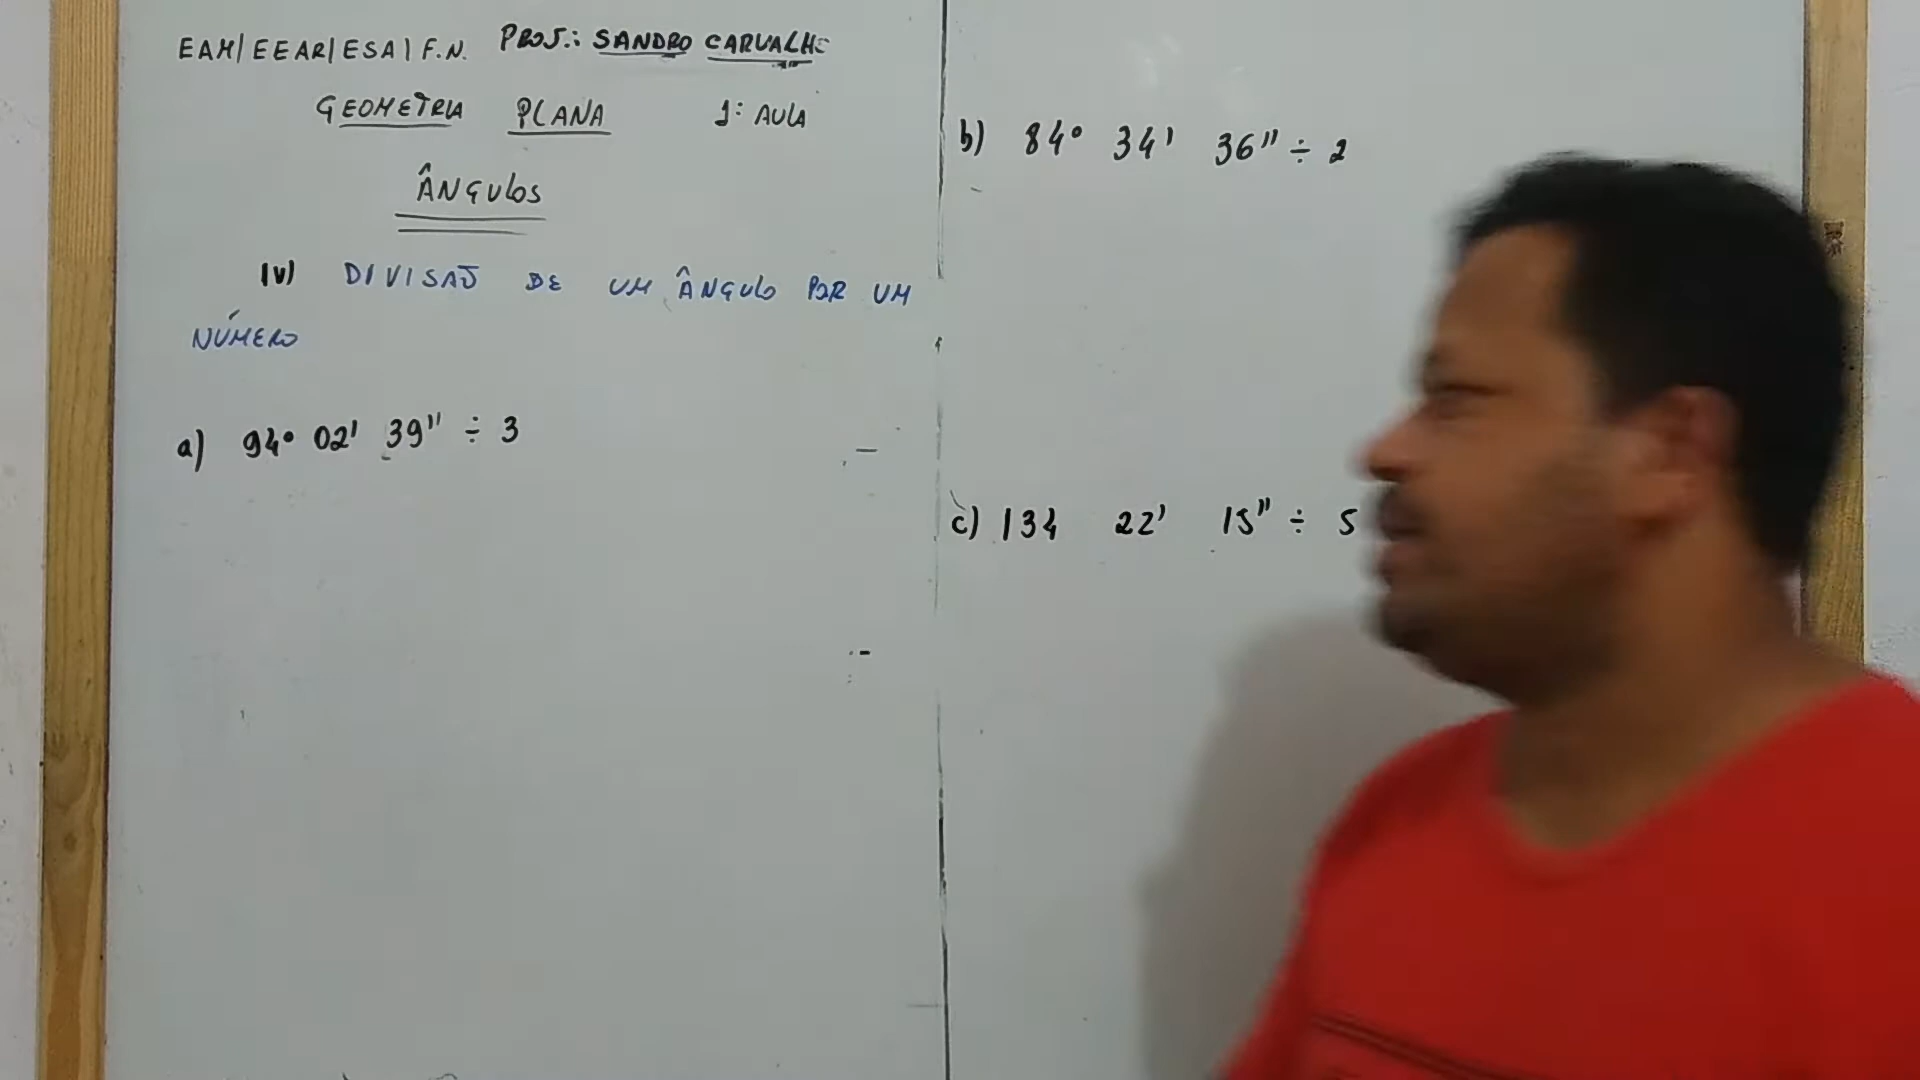 EAM/EEAR/ESA/F.N. PROF.: SANDRO CARVALHO
GEOMETRIA PLANA 1ª AULA
ÂNGULOS
IV) DIVISÃO DE UM ÂNGULO POR UM
NÚMERO
a) 94° 02' 39" ÷ 3
b) 84° 34' 36" ÷ 2
c) 134 22' 15" ÷ 5